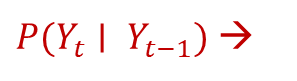 P(Y_t | Y_{t-1}) →